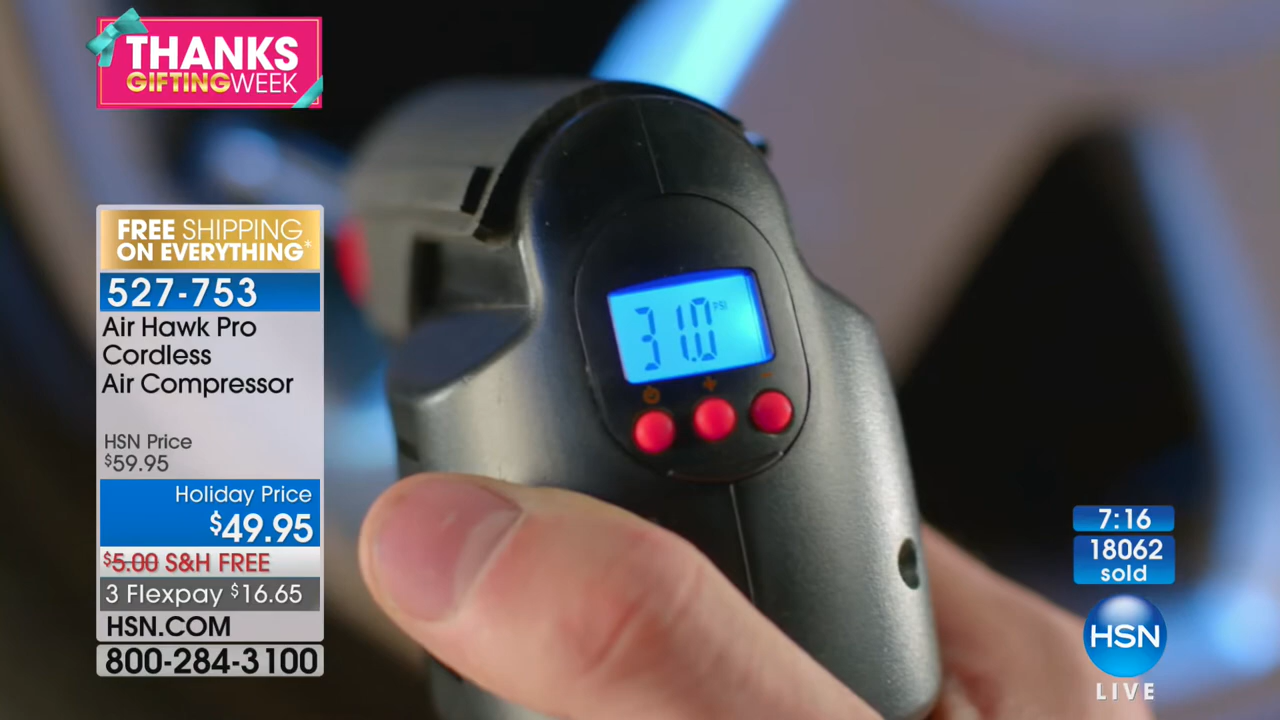 THANKS
GIFTINGWEEK
FREE SHIPPING
ON EVERYTHING*
527-753
Air Hawk Pro
Cordless
Air Compressor
HSN Price
$59.95
Holiday Price
$49.95
$5.00 S&H FREE
3 Flexpay $16.65
HSN.COM
800-284-3100
31.0 PSI
7:16
18062
sold
HSN
LIVE